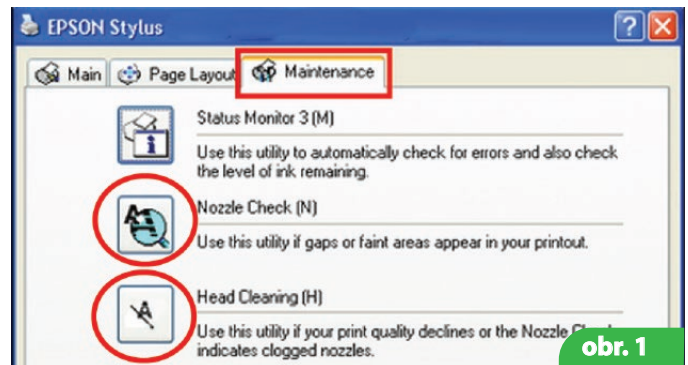 EPSON Stylus
Main Page Layout Maintenance
Status Monitor 3 (M)
Use this utility to automatically check for errors and also check
the level of ink remaining.
Nozzle Check (N)
Use this utility if gaps or faint areas appear in your printout.
Head Cleaning (H)
Use this utility if your print quality declines or the Nozzle
indicates clogged nozzles.
obr. 1